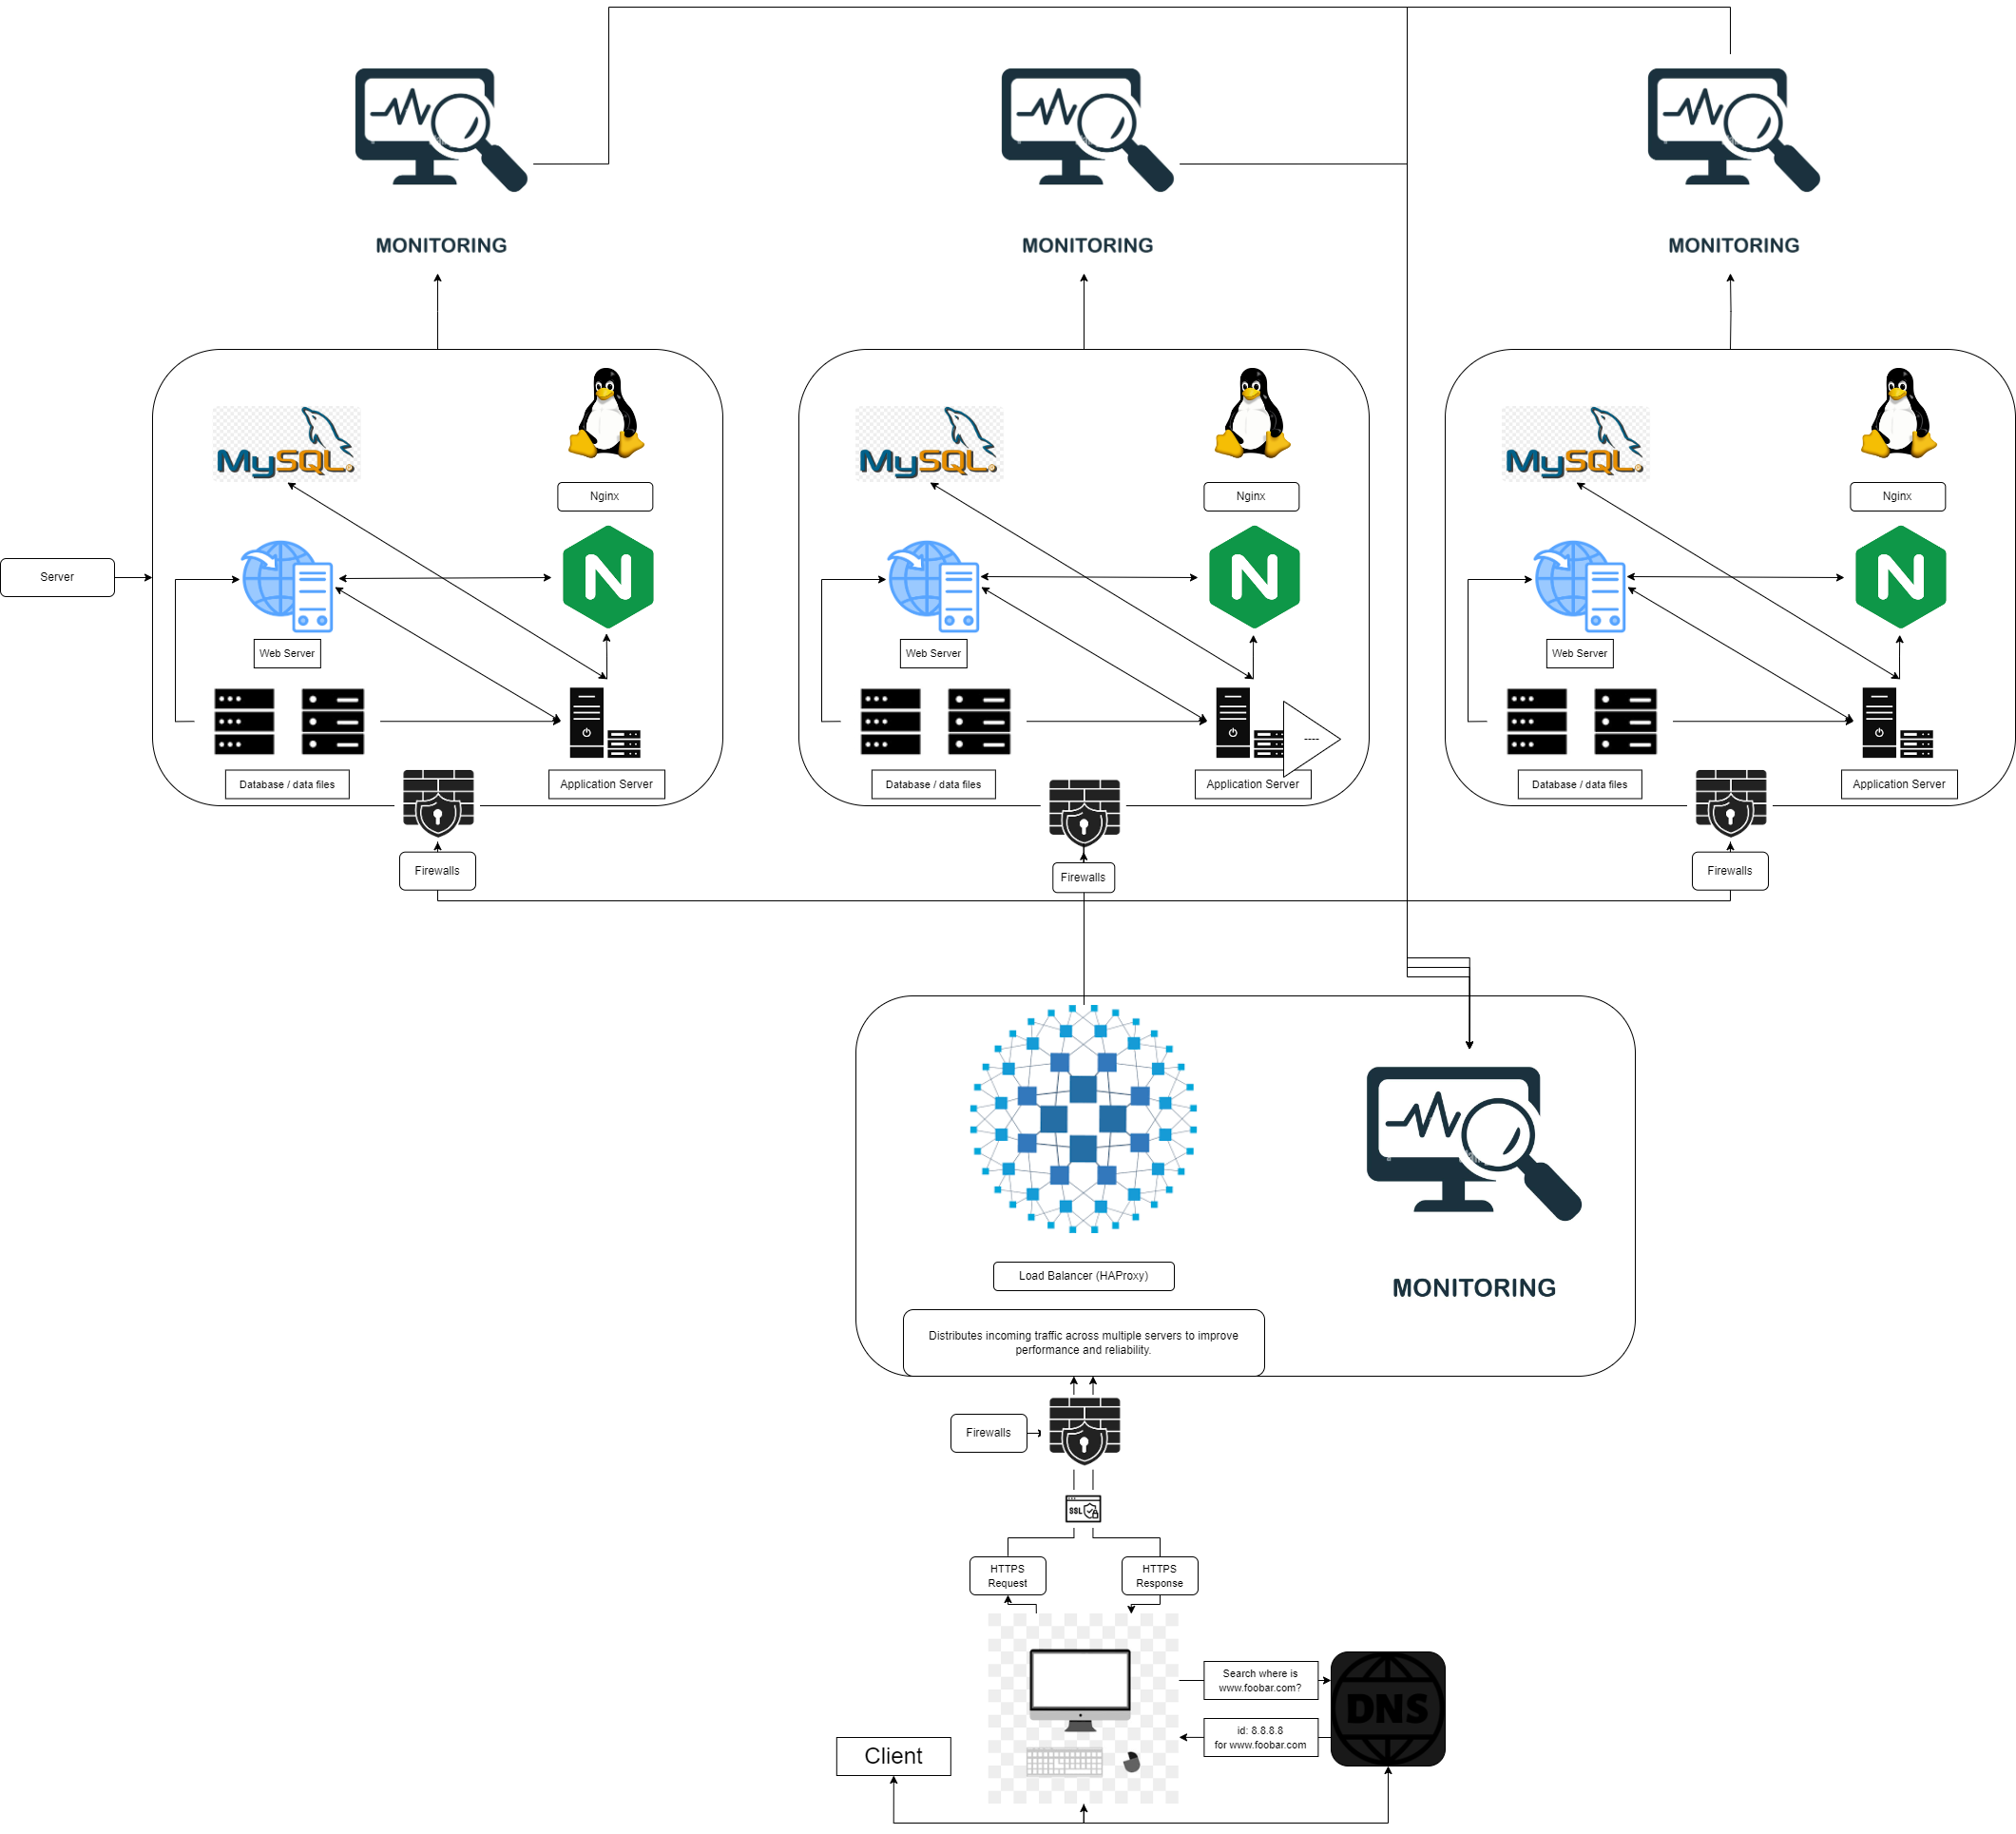 MONITORING
MONITORING
MONITORING
MySQL.
MySQL.
MySQL.
Nginx
Nginx
Nginx
N
N
N
Server
Web Server
Web Server
Web Server
----
Database / data files
Application Server
Database / data files
Application Server
Database / data files
Application Server
Firewalls
Firewalls
Firewalls
Load Balancer (HAProxy)
MONITORING
Distributes incoming traffic across multiple servers to improve
performance and reliability.
Firewalls
SSL
HTTPS
Request
HTTPS
Response
Search where is
www.foobar.com?
DNS
id: 8.8.8.8
for www.foobar.com
Client